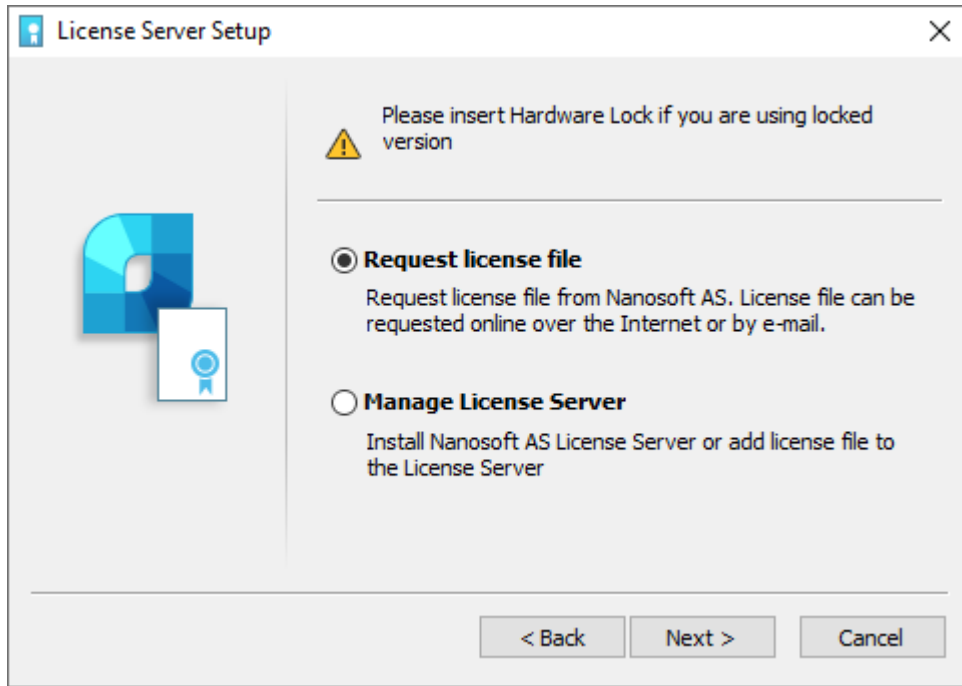 License Server Setup
Please insert Hardware Lock if you are using locked
version
Request license file
Request license file from Nanosoft AS. License file can be
requested online over the Internet or by e-mail.
Manage License Server
Install Nanosoft AS License Server or add license file to
the License Server
< Back
Next >
Cancel